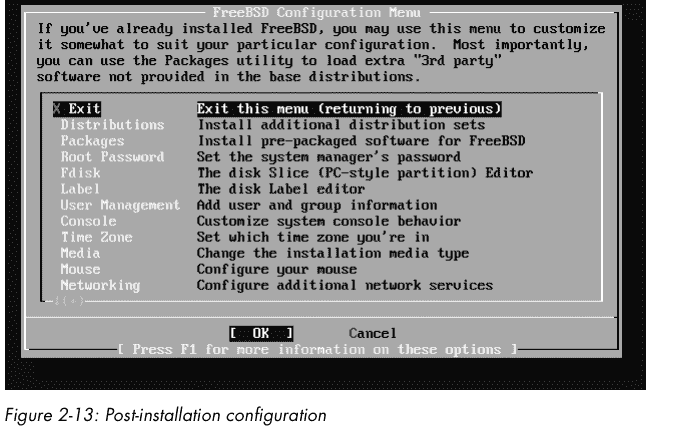 FreeBSD Configuration Menu
If you've already installed FreeBSD, you may use this menu to customize
it somewhat to suit your particular configuration.  Most importantly,
you can use the Packages utility to load extra "3rd party"
software not provided in the base distributions.
X Exit Exit this menu (returning to previous)
Distributions Install additional distribution sets
Packages Install pre-packaged software for FreeBSD
Root Password Set the system manager's password
Fdisk The disk Slice (PC-style partition) Editor
Label The disk Label editor
User Management Add user and group information
Console Customize system console behavior
Time Zone Set which time zone you're in
Media Change the installation media type
Mouse Configure your mouse
Networking Configure additional network services
(+)
[ OK ] Cancel
[ Press F1 for more information on these options ]
Figure 2-13: Post-installation configuration